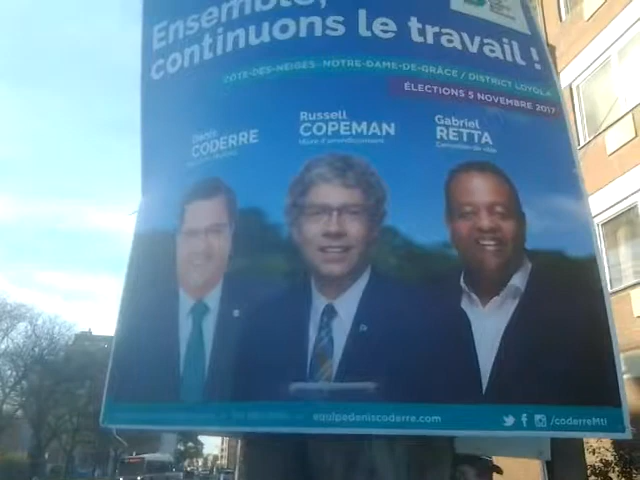 Ensemble,
continuons le travail !
CÔTE-DES-NEIGES NOTRE-DAME-DE-GRÂCE / DISTRICT LOYOLA
ÉLECTIONS 5 NOVEMBRE 2017
Denis
CODERRE
Russell
COPEMAN
Maire d'arrondissement
Gabriel
RETTA
Conseiller de ville
equipedeniscoderre.com
/coderreMtl